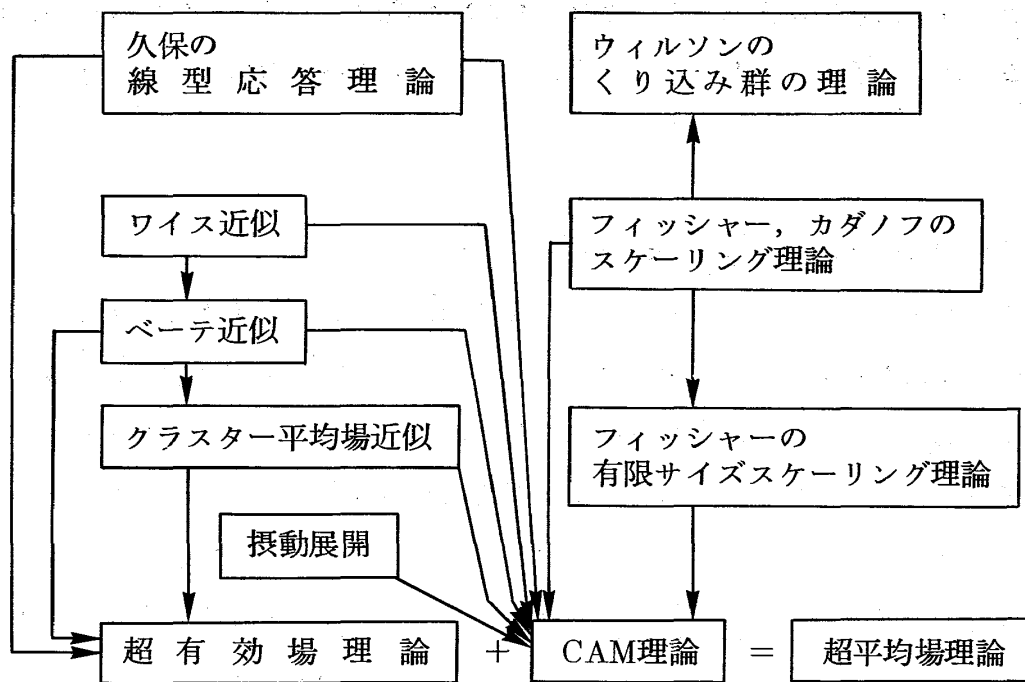 久保の
線型応答理論
ウィルソンの
くり込み群の理論
ワイス近似
フィッシャー,カダノフの
スケーリング理論
ベーテ近似
クラスター平均場近似
フィッシャーの
有限サイズスケーリング理論
摂動展開
超有効場理論 + CAM理論 = 超平均場理論